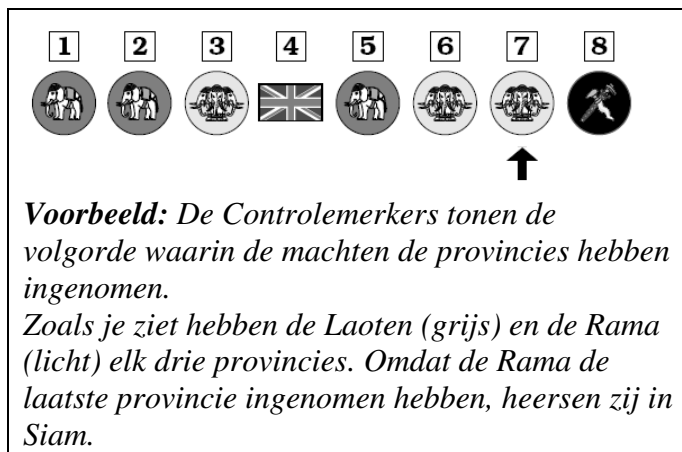 1 2 3 4 5 6 7 8
Voorbeeld: De Controlemerkers tonen de
volgorde waarin de machten de provincies hebben
ingenomen.
Zoals je ziet hebben de Laoten (grijs) en de Rama
(licht) elk drie provincies. Omdat de Rama de
laatste provincie ingenomen hebben, heersen zij in
Siam.